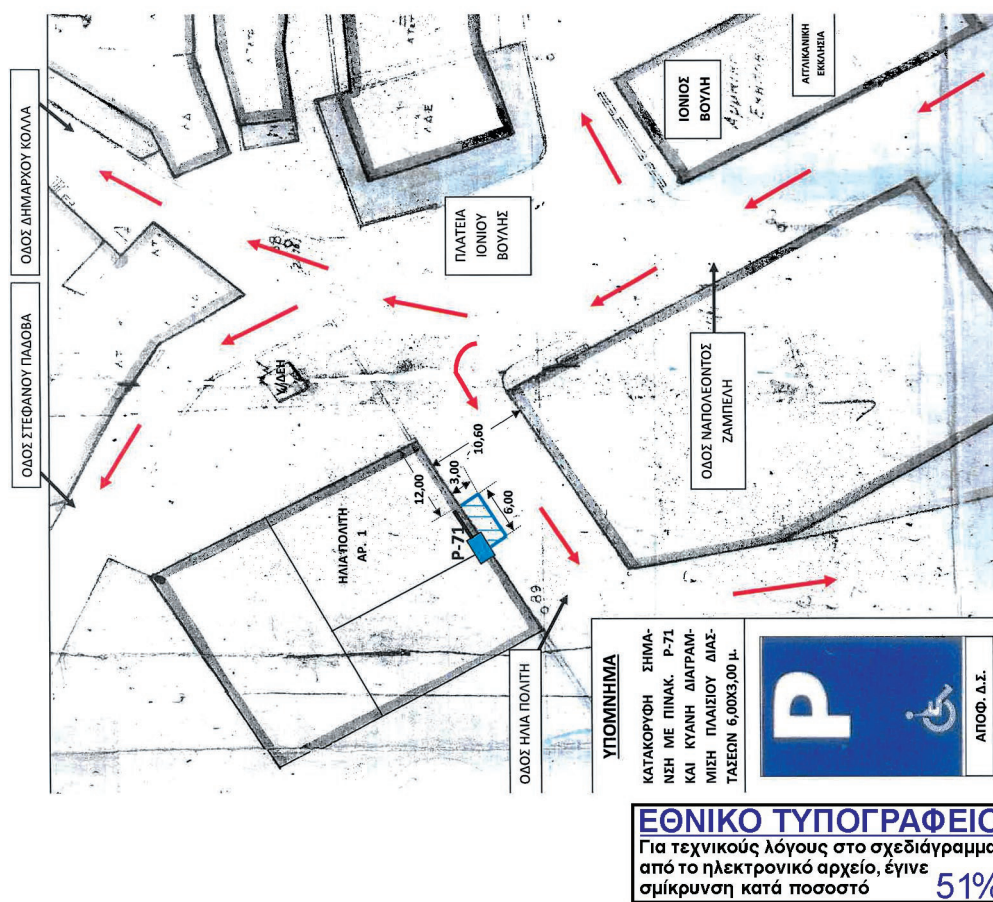 ΟΔΟΣ ΔΗΜΑΡΧΟΥ ΚΟΛΛΑ
ΟΔΟΣ ΣΤΕΦΑΝΟΥ ΠΑΔΟΒΑ
ΠΛΑΤΕΙΑ
ΙΟΝΙΟΥ
ΒΟΥΛΗΣ
ΙΟΝΙΟΣ
ΒΟΥΛΗ
ΑΓΓΛΙΚΑΝΙΚΗ
ΕΚΚΛΗΣΙΑ
ΟΔΟΣ ΝΑΠΟΛΕΟΝΤΟΣ
ΖΑΜΠΕΛΗ
Υ/ΔΕΗ
ΗΛΙΑ ΠΟΛΙΤΗ
ΑΡ. 1
12,00
3,00
10,60
6,00
P-71
689
ΟΔΟΣ ΗΛΙΑ ΠΟΛΙΤΗ
ΥΠΟΜΝΗΜΑ
ΚΑΤΑΚΟΡΥΦΗ ΣΗΜΑ-
ΝΣΗ ΜΕ ΠΙΝΑΚ. Ρ-71
ΚΑΙ ΚΥΑΝΗ ΔΙΑΓΡΑΜ-
ΜΙΣΗ ΠΛΑΙΣΙΟΥ ΔΙΑΣ-
ΤΑΣΕΩΝ 6,00Χ3,00 μ.
P
ΑΠΟΦ. Δ.Σ.
ΕΘΝΙΚΟ ΤΥΠΟΓΡΑΦΕΙΟ
Για τεχνικούς λόγους στο σχεδιάγραμμα
από το ηλεκτρονικό αρχείο, έγινε
σμίκρυνση κατά ποσοστό 51%